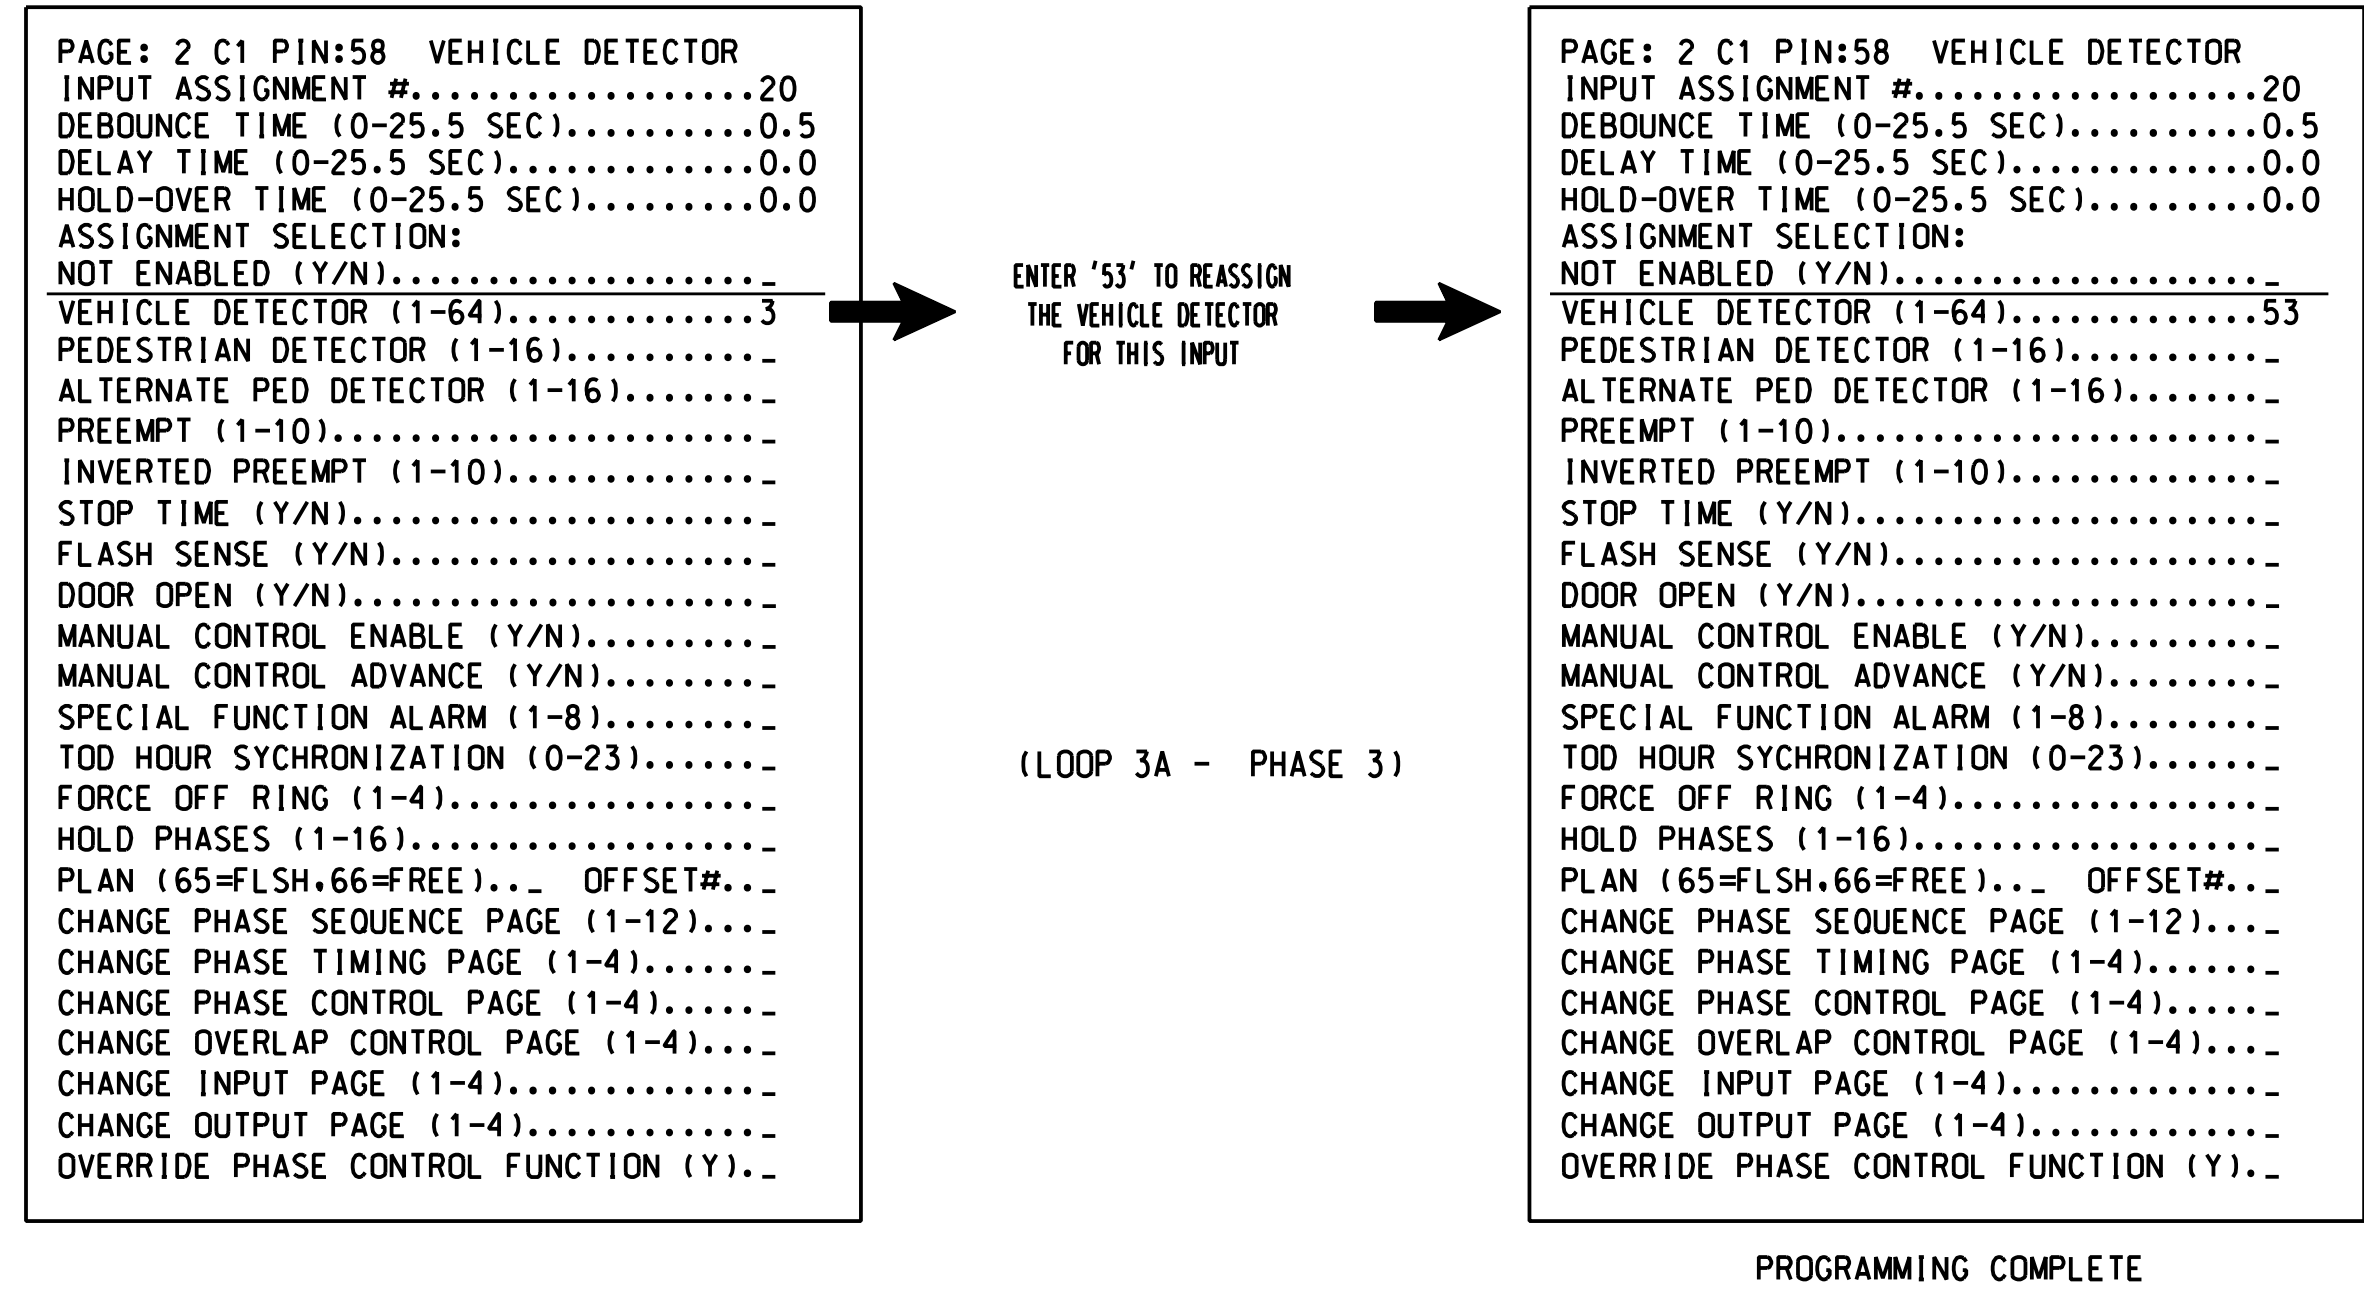 PAGE: 2 C1 PIN:58  VEHICLE DETECTOR
INPUT ASSIGNMENT #..................20
DEBOUNCE TIME (0-25.5 SEC)..........0.5
DELAY TIME (0-25.5 SEC).............0.0
HOLD-OVER TIME (0-25.5 SEC).........0.0
ASSIGNMENT SELECTION:
NOT ENABLED (Y/N)..................._
VEHICLE DETECTOR (1-64).............3
PEDESTRIAN DETECTOR (1-16).........._
ALTERNATE PED DETECTOR (1-16)......._
PREEMPT (1-10)......................_
INVERTED PREEMPT (1-10)............._
STOP TIME (Y/N)....................._
FLASH SENSE (Y/N)..................._
DOOR OPEN (Y/N)....................._
MANUAL CONTROL ENABLE (Y/N)........._
MANUAL CONTROL ADVANCE (Y/N)........_
SPECIAL FUNCTION ALARM (1-8)........_
TOD HOUR SYCHRONIZATION (0-23)......_
FORCE OFF RING (1-4)................_
HOLD PHASES (1-16).................._
PLAN (65=FLSH,66=FREE).._  OFFSET#.._
CHANGE PHASE SEQUENCE PAGE (1-12)..._
CHANGE PHASE TIMING PAGE (1-4)......_
CHANGE PHASE CONTROL PAGE (1-4)....._
CHANGE OVERLAP CONTROL PAGE (1-4)..._
CHANGE INPUT PAGE (1-4)............._
CHANGE OUTPUT PAGE (1-4)............_
OVERRIDE PHASE CONTROL FUNCTION (Y)._
ENTER '53' TO REASSIGN
THE VEHICLE DETECTOR
FOR THIS INPUT
(LOOP 3A -  PHASE 3)
PAGE: 2 C1 PIN:58  VEHICLE DETECTOR
INPUT ASSIGNMENT #..................20
DEBOUNCE TIME (0-25.5 SEC)..........0.5
DELAY TIME (0-25.5 SEC).............0.0
HOLD-OVER TIME (0-25.5 SEC).........0.0
ASSIGNMENT SELECTION:
NOT ENABLED (Y/N)..................._
VEHICLE DETECTOR (1-64).............53
PEDESTRIAN DETECTOR (1-16).........._
ALTERNATE PED DETECTOR (1-16)......._
PREEMPT (1-10)......................_
INVERTED PREEMPT (1-10)............._
STOP TIME (Y/N)....................._
FLASH SENSE (Y/N)..................._
DOOR OPEN (Y/N)....................._
MANUAL CONTROL ENABLE (Y/N)........._
MANUAL CONTROL ADVANCE (Y/N)........_
SPECIAL FUNCTION ALARM (1-8)........_
TOD HOUR SYCHRONIZATION (0-23)......_
FORCE OFF RING (1-4)................_
HOLD PHASES (1-16).................._
PLAN (65=FLSH,66=FREE).._  OFFSET#.._
CHANGE PHASE SEQUENCE PAGE (1-12)..._
CHANGE PHASE TIMING PAGE (1-4)......_
CHANGE PHASE CONTROL PAGE (1-4)....._
CHANGE OVERLAP CONTROL PAGE (1-4)..._
CHANGE INPUT PAGE (1-4)............._
CHANGE OUTPUT PAGE (1-4)............_
OVERRIDE PHASE CONTROL FUNCTION (Y)._
PROGRAMMING COMPLETE